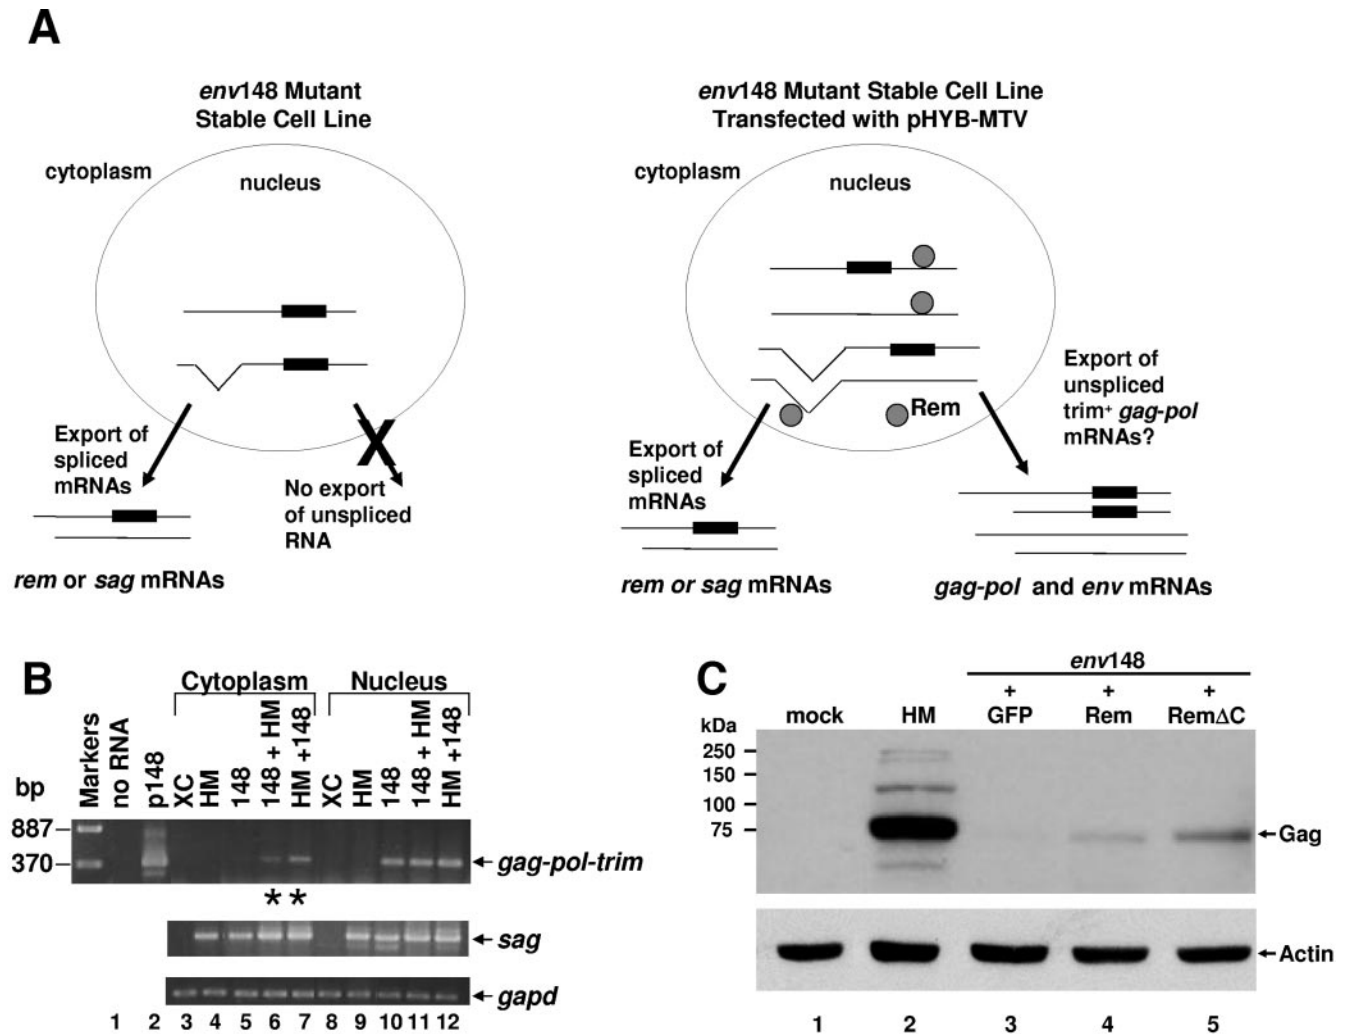 A
env148 Mutant
Stable Cell Line
cytoplasm
nucleus
Export of
spliced
mRNAs
X
No export
of unspliced
RNA
rem or sag mRNAs
env148 Mutant Stable Cell Line
Transfected with pHYB-MTV
cytoplasm
nucleus
Rem
Export of
spliced
mRNAs
Export of
unspliced
trim⁺ gag-pol
mRNAs?
rem or sag mRNAs
gag-pol and env mRNAs
B
Cytoplasm Nucleus
bp Markers no RNA p148 XC HM 148 148 + HM HM +148 XC HM 148 148 + HM HM +148
887
370
gag-pol-trim
* *
sag
gapd
1 2 3 4 5 6 7 8 9 10 11 12
C
env148
+ + +
kDa mock HM GFP Rem RemΔC
250
150
100
75
Gag
Actin
1 2 3 4 5